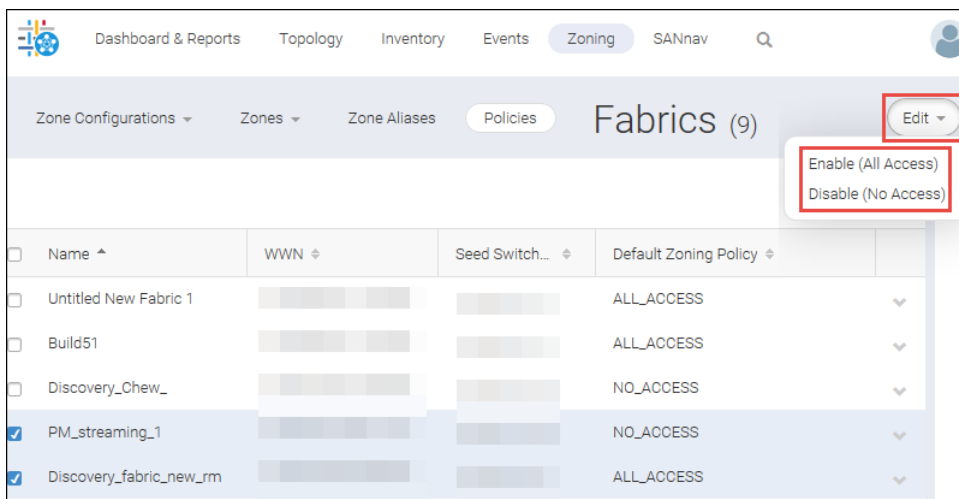 Dashboard & Reports Topology Inventory Events Zoning SANnav
Zone Configurations Zones Zone Aliases Policies Fabrics (9) Edit
Enable (All Access)
Disable (No Access)
Name WWN Seed Switch... Default Zoning Policy
Untitled New Fabric 1 ALL_ACCESS
Build51 ALL_ACCESS
Discovery_Chew_ NO_ACCESS
PM_streaming_1 NO_ACCESS
Discovery_fabric_new_rm ALL_ACCESS